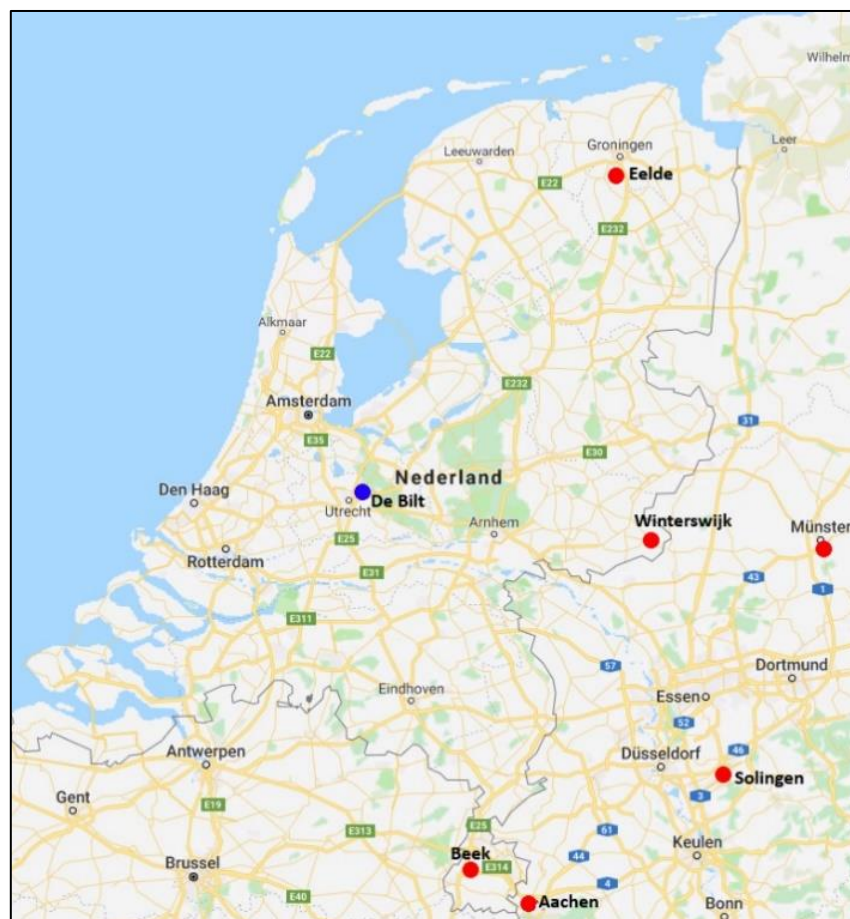 Wilhelm
Groningen
Leer
Leeuwarden
Eelde
E22
E232
Alkmaar
E22
E232
Amsterdam
31
E35
E30
Nederland
Den Haag
De Bilt
Utrecht
Winterswijk
Arnhem
Münster
E25
Rotterdam
E31
43
1
E311
57
Dortmund
Eindhoven
Essen
52
Antwerpen
Düsseldorf
46
Solingen
3
Gent
E19
E25
E313
61
Keulen
Beek
44
Brussel
E314
4
E40
Aachen
Bonn